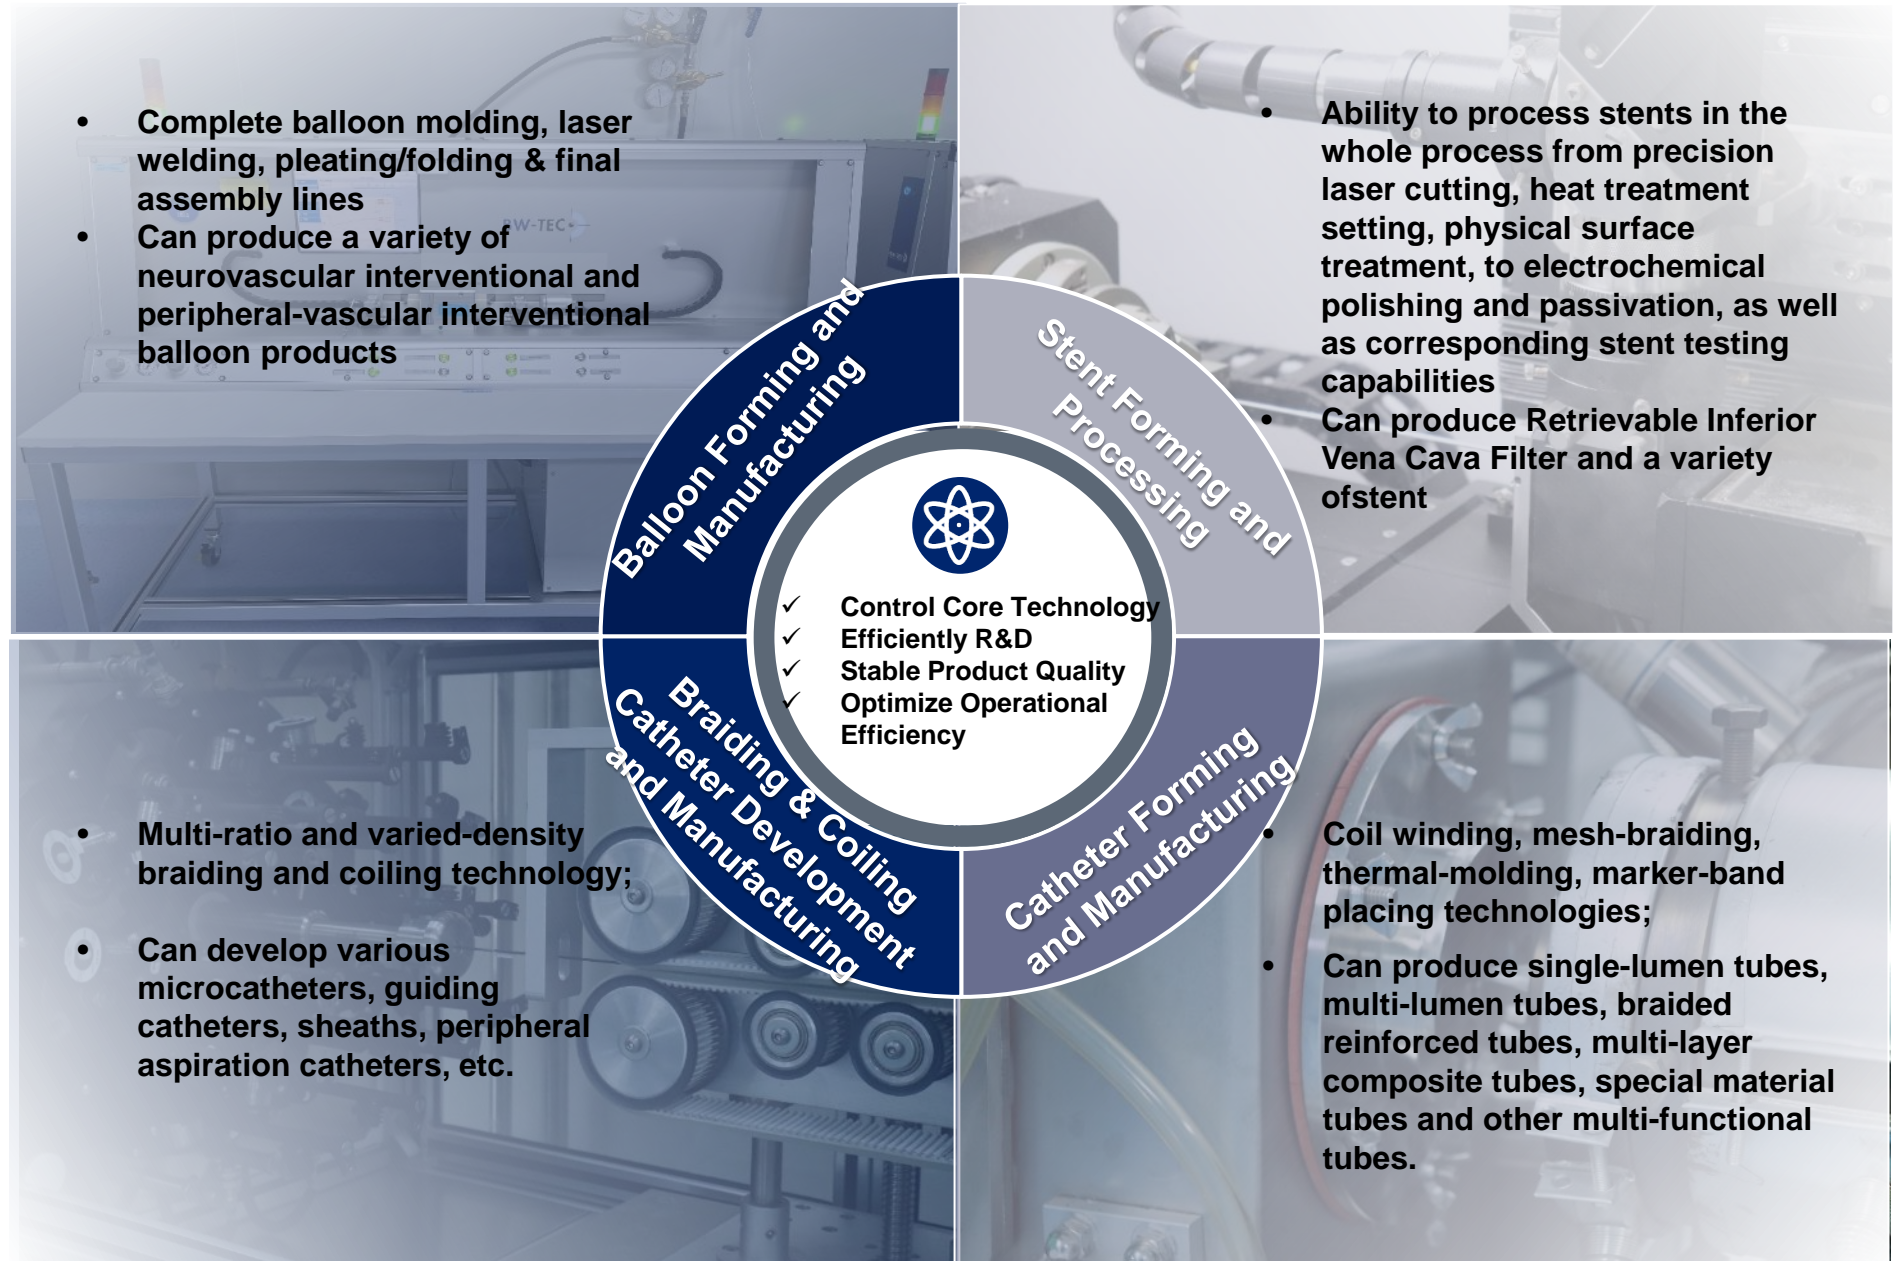 • Complete balloon molding, laser
welding, pleating/folding & final
assembly lines
• Can produce a variety of
neurovascular interventional and
peripheral-vascular interventional
balloon products
BW-TEC
• Ability to process stents in the
whole process from precision
laser cutting, heat treatment
setting, physical surface
treatment, to electrochemical
polishing and passivation, as well
as corresponding stent testing
capabilities
• Can produce Retrievable Inferior
Vena Cava Filter and a variety
ofstent
Balloon Forming and
Manufacturing
Stent Forming and
Processing
✓ Control Core Technology
✓ Efficiently R&D
✓ Stable Product Quality
✓ Optimize Operational
Efficiency
Braiding & Coiling
Catheter Development
and Manufacturing
Catheter Forming
and Manufacturing
• Multi-ratio and varied-density
braiding and coiling technology;
• Can develop various
microcatheters, guiding
catheters, sheaths, peripheral
aspiration catheters, etc.
• Coil winding, mesh-braiding,
thermal-molding, marker-band
placing technologies;
• Can produce single-lumen tubes,
multi-lumen tubes, braided
reinforced tubes, multi-layer
composite tubes, special material
tubes and other multi-functional
tubes.